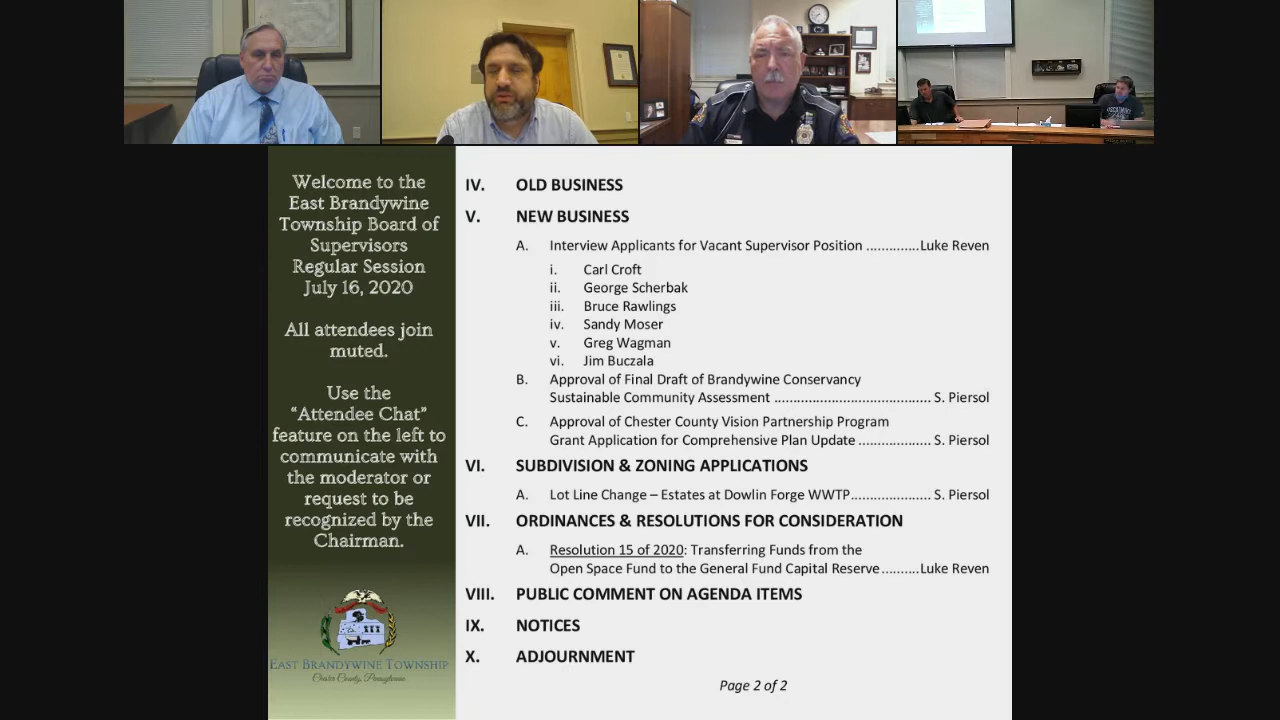 Welcome to the
East Brandywine
Township Board of
Supervisors
Regular Session
July 16, 2020
All attendees join
muted.
Use the
“Attendee Chat”
feature on the left to
communicate with
the moderator or
request to be
recognized by the
Chairman.
EAST BRANDYWINE TOWNSHIP
Chester County, Pennsylvania
IV. OLD BUSINESS
V. NEW BUSINESS
A. Interview Applicants for Vacant Supervisor Position .............Luke Reven
i. Carl Croft
ii. George Scherbak
iii. Bruce Rawlings
iv. Sandy Moser
v. Greg Wagman
vi. Jim Buczala
B. Approval of Final Draft of Brandywine Conservancy
Sustainable Community Assessment ...................................... S. Piersol
C. Approval of Chester County Vision Partnership Program
Grant Application for Comprehensive Plan Update .................. S. Piersol
VI. SUBDIVISION & ZONING APPLICATIONS
A. Lot Line Change – Estates at Dowlin Forge WWTP.................... S. Piersol
VII. ORDINANCES & RESOLUTIONS FOR CONSIDERATION
A. Resolution 15 of 2020: Transferring Funds from the
Open Space Fund to the General Fund Capital Reserve..........Luke Reven
VIII. PUBLIC COMMENT ON AGENDA ITEMS
IX. NOTICES
X. ADJOURNMENT
Page 2 of 2